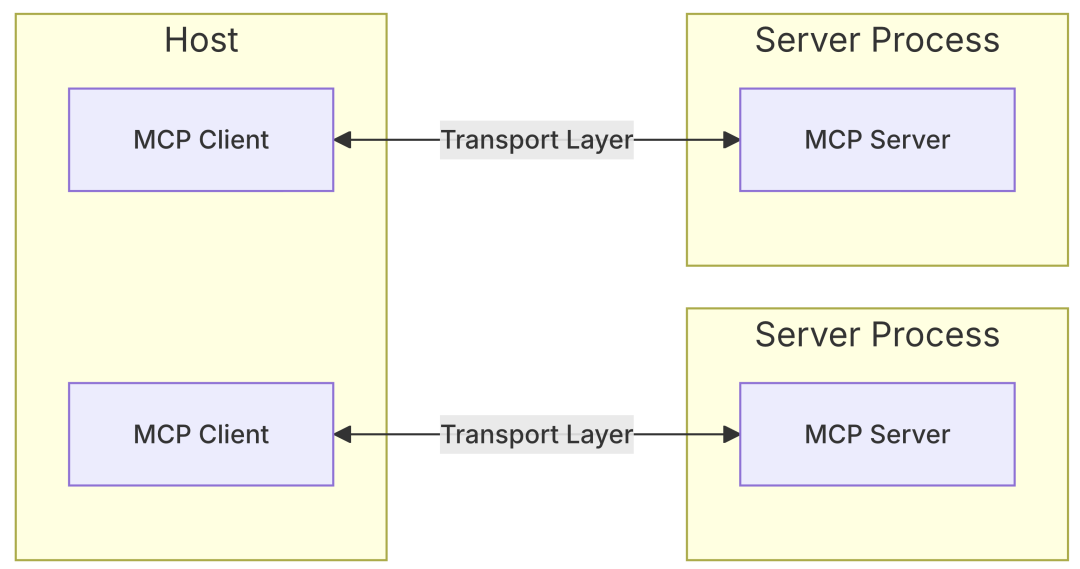 Host
Server Process
MCP Client
Transport Layer
MCP Server
Server Process
MCP Client
Transport Layer
MCP Server